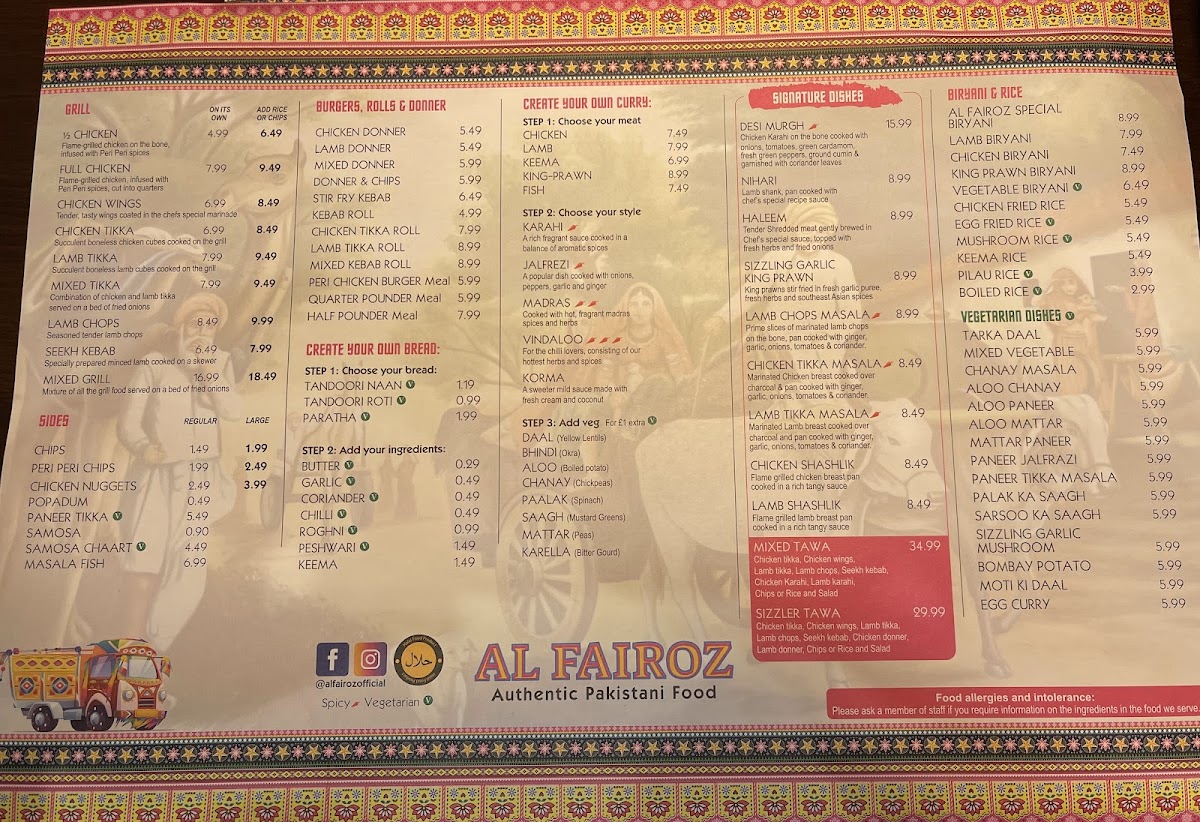 GRILL
ON ITS OWN
ADD RICE OR CHIPS
½ CHICKEN 4.99 6.49
Flame-grilled chicken on the bone,
infused with Peri Peri spices
FULL CHICKEN 7.99 9.49
Flame-grilled chicken, infused with
Peri Peri spices, cut into quarters
CHICKEN WINGS 6.99 8.49
Tender, tasty wings coated in the chefs special marinade
CHICKEN TIKKA 6.99 8.49
Succulent boneless chicken cubes cooked on the grill
LAMB TIKKA 7.99 9.49
Succulent boneless lamb cubes cooked on the grill
MIXED TIKKA 7.99 9.49
Combination of chicken and lamb tikka
served on a bed of fried onions
LAMB CHOPS 8.49 9.99
Seasoned tender lamb chops
SEEKH KEBAB 6.49 7.99
Specially prepared minced lamb cooked on a skewer
MIXED GRILL 16.99 18.49
Mixture of all the grill food served on a bed of fried onions
SIDES REGULAR LARGE
CHIPS 1.49 1.99
PERI PERI CHIPS 1.99 2.49
CHICKEN NUGGETS 2.49 3.99
POPADUM 0.49
PANEER TIKKA V 5.49
SAMOSA 0.90
SAMOSA CHAART V 4.49
MASALA FISH 6.99
BURGERS, ROLLS & DONNER
CHICKEN DONNER 5.49
LAMB DONNER 5.49
MIXED DONNER 5.99
DONNER & CHIPS 5.99
STIR FRY KEBAB 6.49
KEBAB ROLL 4.99
CHICKEN TIKKA ROLL 7.99
LAMB TIKKA ROLL 8.99
MIXED KEBAB ROLL 8.99
PERI CHICKEN BURGER Meal 5.99
QUARTER POUNDER Meal 5.99
HALF POUNDER Meal 7.99
CREATE YOUR OWN BREAD:
STEP 1: Choose your bread:
TANDOORI NAAN V 1.19
TANDOORI ROTI V 0.99
PARATHA V 1.99
STEP 2: Add your ingredients:
BUTTER V 0.29
GARLIC V 0.49
CORIANDER V 0.49
CHILLI V 0.49
ROGHNI V 0.99
PESHWARI V 1.49
KEEMA 1.49
CREATE YOUR OWN CURRY:
STEP 1: Choose your meat
CHICKEN 7.49
LAMB 7.99
KEEMA 6.99
KING-PRAWN 8.99
FISH 7.49
STEP 2: Choose your style
KARAHI
A rich fragrant sauce cooked in a
balance of aromatic spices
JALFREZI
A popular dish cooked with onions,
peppers, garlic and ginger
MADRAS
Cooked with hot, fragrant madras
spices and herbs
VINDALOO
For the chilli lovers, consisting of our
hottest herbs and spices
KORMA
A sweeter mild sauce made with
fresh cream and coconut
STEP 3: Add veg For £1 extra V
DAAL (Yellow Lentils)
BHINDI (Okra)
ALOO (Boiled potato)
CHANAY (Chickpeas)
PAALAK (Spinach)
SAAGH (Mustard Greens)
MATTAR (Peas)
KARELLA (Bitter Gourd)
SIGNATURE DISHES
DESI MURGH 15.99
Chicken Karahi on the bone cooked with
onions, tomatoes, green cardamom,
fresh green peppers, ground cumin &
garnished with coriander leaves
NIHARI 8.99
Lamb shank, pan cooked with
chef's special recipe sauce
HALEEM 8.99
Tender Shredded meat gently brewed in
Chef's special sauce, topped with
fresh herbs and fried onions
SIZZLING GARLIC
KING PRAWN 8.99
King prawns stir fried in fresh garlic puree,
fresh herbs and southeast Asian spices
LAMB CHOPS MASALA 8.99
Prime slices of marinated lamb chops
on the bone, pan cooked with ginger,
garlic, onions, tomatoes & coriander.
CHICKEN TIKKA MASALA 8.49
Marinated Chicken breast cooked over
charcoal & pan cooked with ginger,
garlic, onions, tomatoes & coriander.
LAMB TIKKA MASALA 8.49
Marinated Lamb breast cooked over
charcoal and pan cooked with ginger,
garlic, onions, tomatoes & coriander.
CHICKEN SHASHLIK 8.49
Flame grilled chicken breast pan
cooked in a rich tangy sauce
LAMB SHASHLIK 8.49
Flame grilled lamb breast pan
cooked in a rich tangy sauce
MIXED TAWA 34.99
Chicken tikka, Chicken wings,
Lamb tikka, Lamb chops, Seekh kebab,
Chicken Karahi, Lamb karahi,
Chips or Rice and Salad
SIZZLER TAWA 29.99
Chicken tikka, Chicken wings, Lamb tikka,
Lamb chops, Seekh kebab, Chicken donner,
Lamb donner, Chips or Rice and Salad
BIRYANI & RICE
AL FAIROZ SPECIAL
BIRYANI 8.99
LAMB BIRYANI 7.99
CHICKEN BIRYANI 7.49
KING PRAWN BIRYANI 8.99
VEGETABLE BIRYANI V 6.49
CHICKEN FRIED RICE 5.49
EGG FRIED RICE V 5.49
MUSHROOM RICE V 5.49
KEEMA RICE 5.49
PILAU RICE V 3.99
BOILED RICE V 2.99
VEGETARIAN DISHES V
TARKA DAAL 5.99
MIXED VEGETABLE 5.99
CHANAY MASALA 5.99
ALOO CHANAY 5.99
ALOO PANEER 5.99
ALOO MATTAR 5.99
MATTAR PANEER 5.99
PANEER JALFRAZI 5.99
PANEER TIKKA MASALA 5.99
PALAK KA SAAGH 5.99
SARSOO KA SAAGH 5.99
SIZZLING GARLIC
MUSHROOM 5.99
BOMBAY POTATO 5.99
MOTI KI DAAL 5.99
EGG CURRY 5.99
@alfairozofficial
حلال
Spicy Vegetarian V
AL FAIROZ
Authentic Pakistani Food
Food allergies and intolerance:
Please ask a member of staff if you require information on the ingredients in the food we serve.